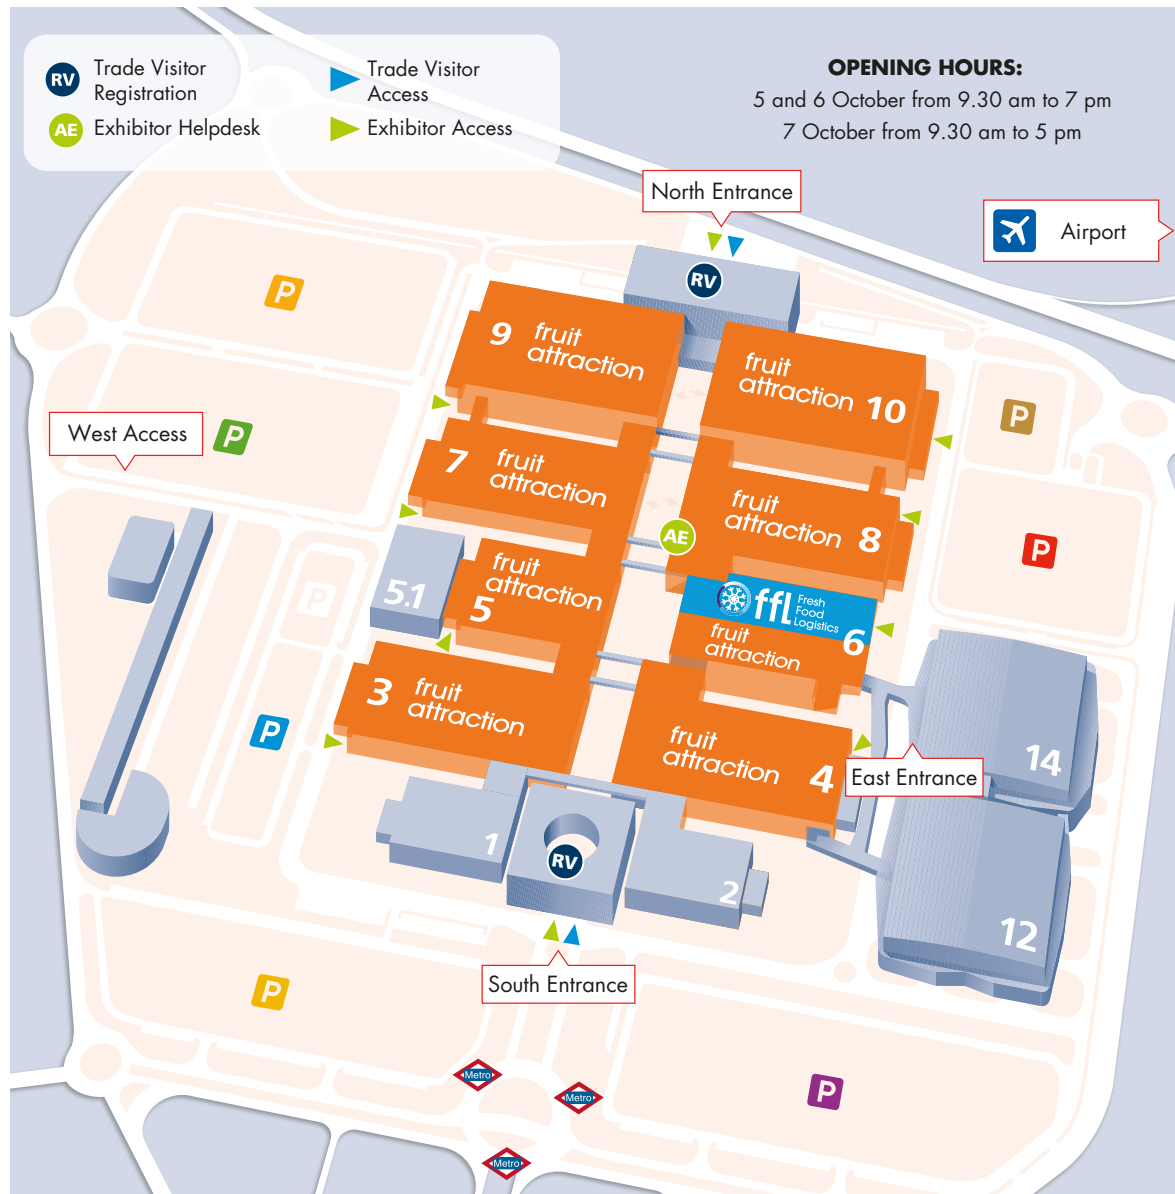 RV
Trade Visitor
Registration
Trade Visitor
Access
AE
Exhibitor Helpdesk
Exhibitor Access
OPENING HOURS:
5 and 6 October from 9.30 am to 7 pm
7 October from 9.30 am to 5 pm
North Entrance
Airport
RV
P
9
fruit
attraction
fruit
attraction
10
P
West Access
P
7
fruit
attraction
fruit
attraction
8
AE
P
5.1
fruit
attraction
5
P
ffL
Fresh
Food
Logistics
6
fruit
attraction
3
fruit
attraction
P
fruit
attraction
4
East Entrance
14
1
RV
2
12
South Entrance
P
Metro
Metro
P
Metro